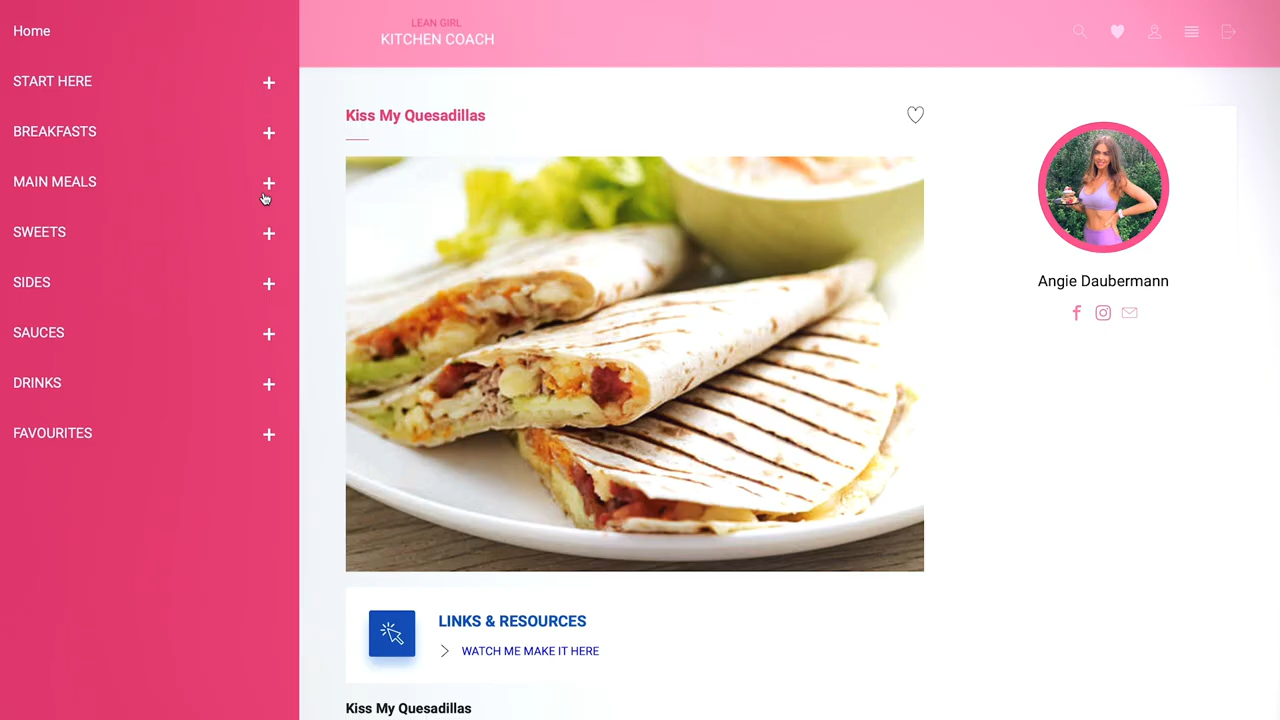 Home
START HERE
BREAKFASTS
MAIN MEALS
SWEETS
SIDES
SAUCES
DRINKS
FAVOURITES
LEAN GIRL
KITCHEN COACH
Kiss My Quesadillas
Angie Daubermann
LINKS & RESOURCES
WATCH ME MAKE IT HERE
Kiss My Quesadillas